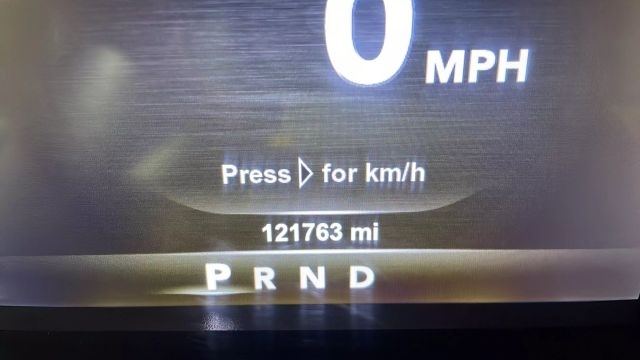 0 MPH
Press ▷ for km/h
121763 mi
P R N D